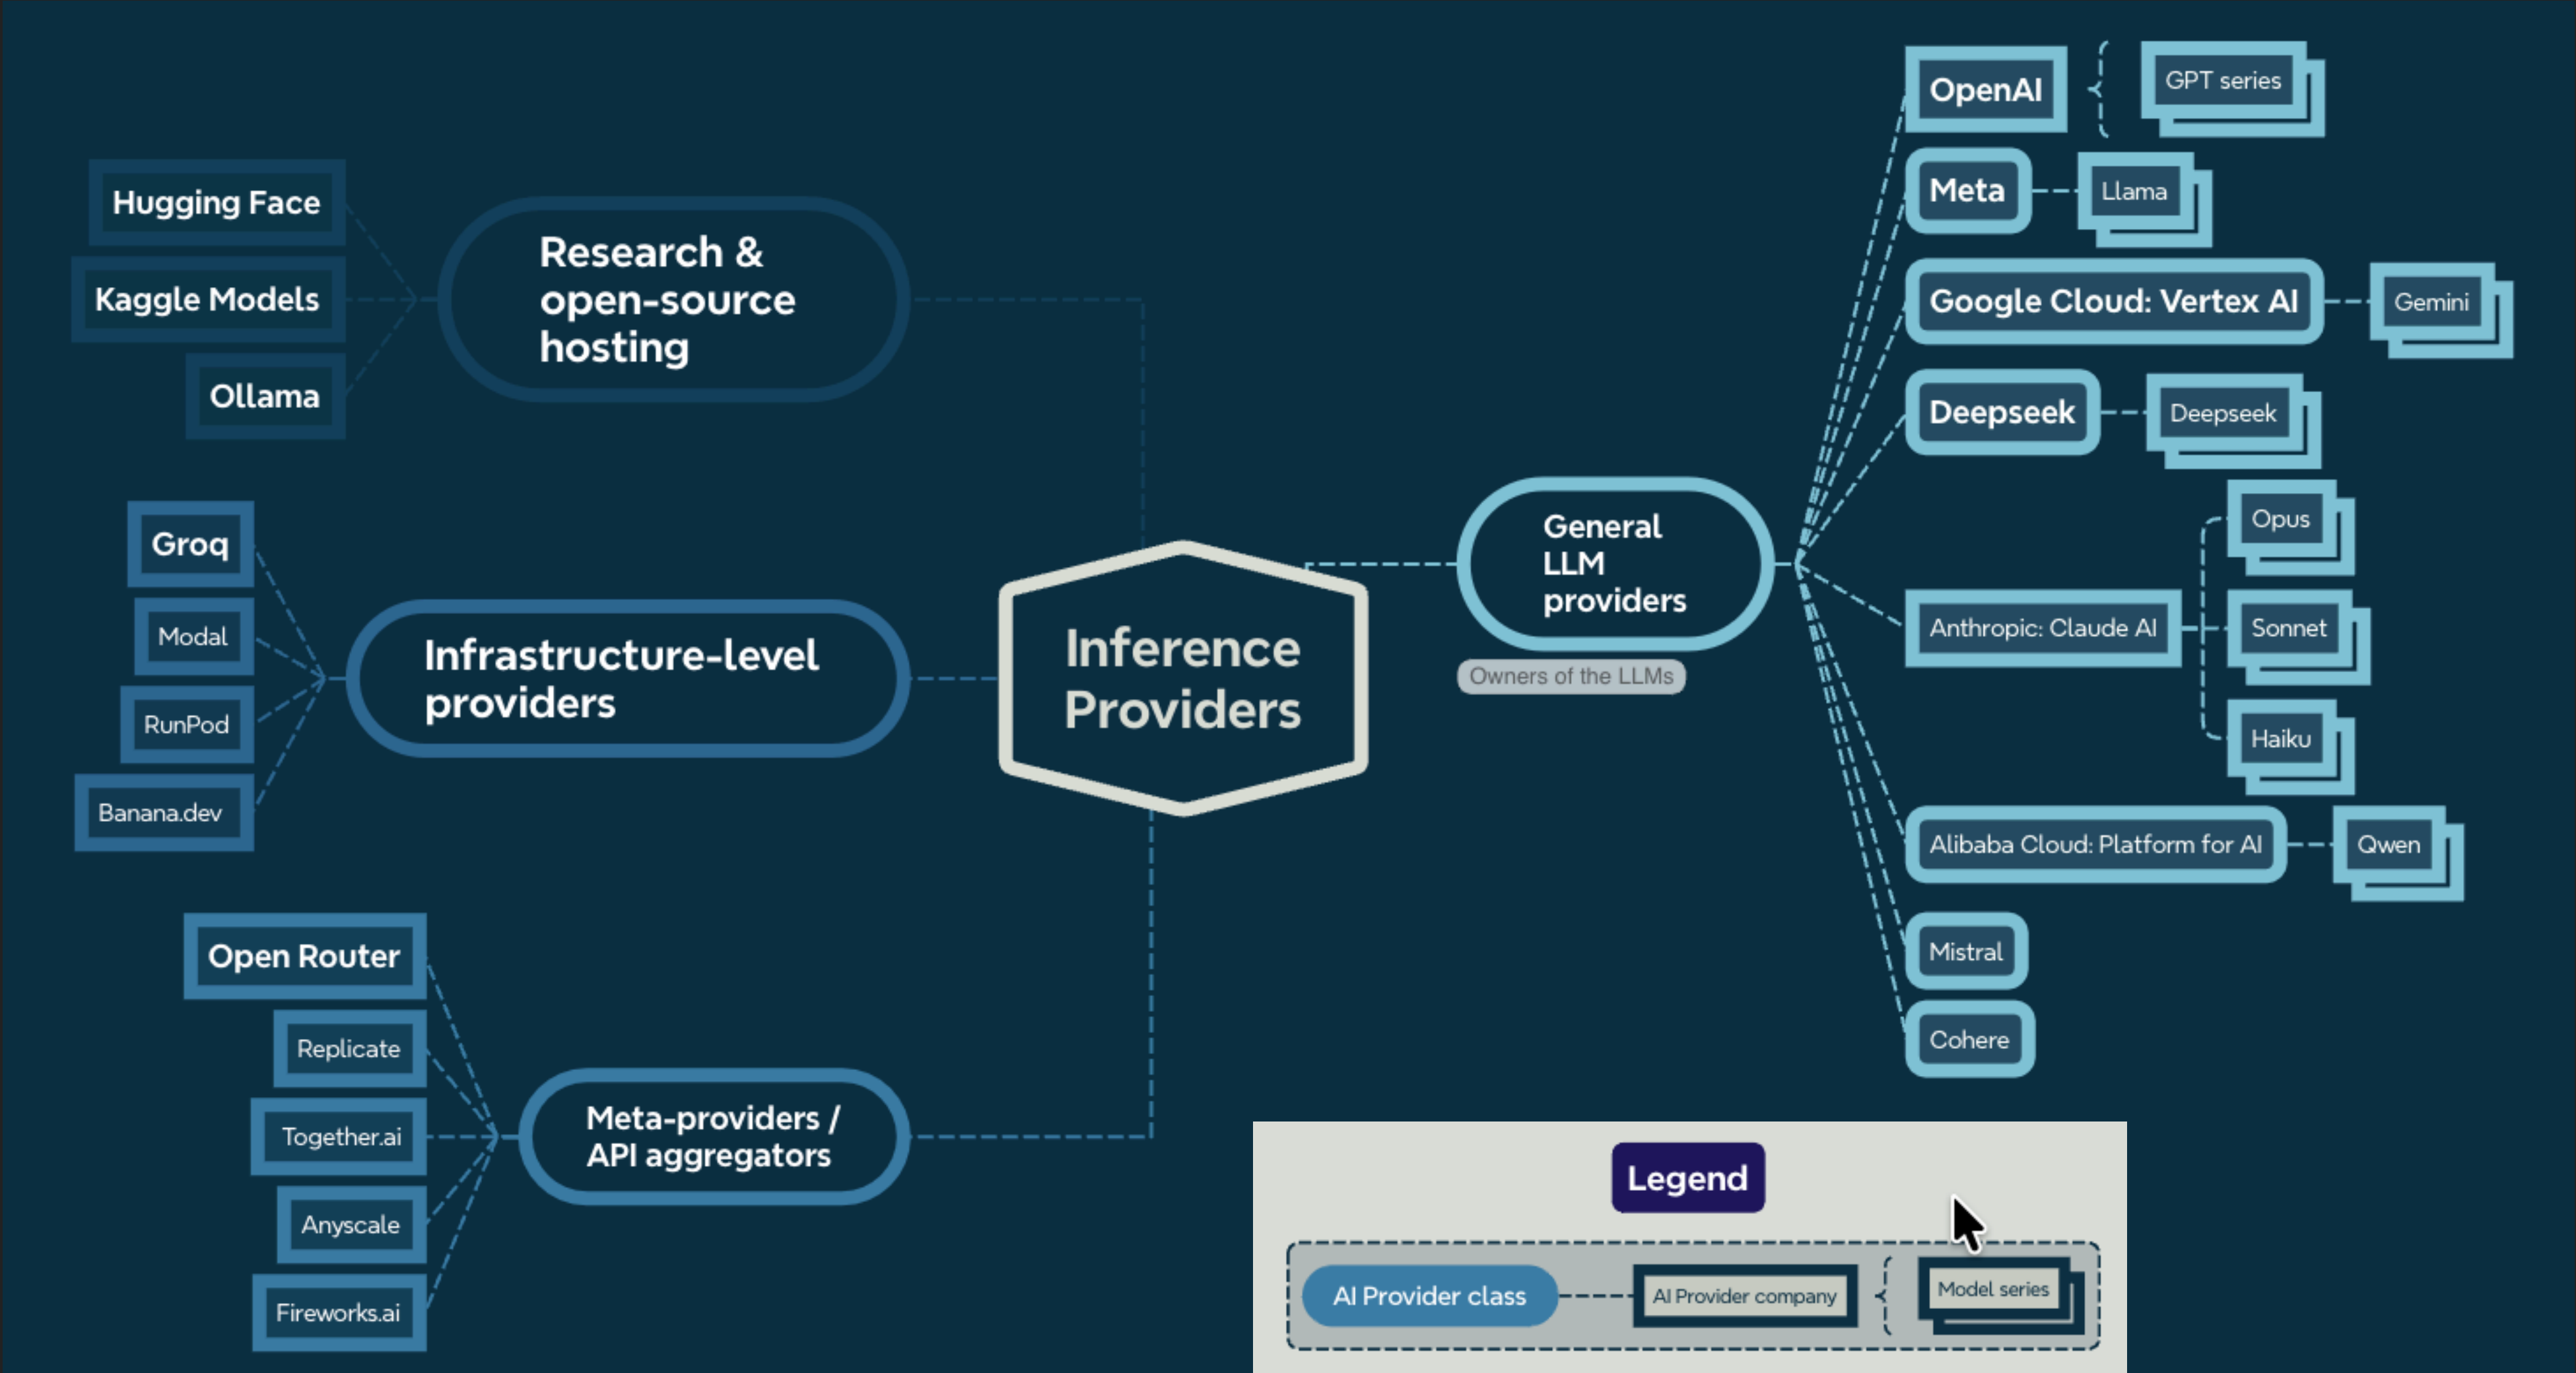 Hugging Face
Kaggle Models
Ollama
Research &
open-source
hosting
Groq
Modal
RunPod
Banana.dev
Infrastructure-level
providers
Open Router
Replicate
Together.ai
Anyscale
Fireworks.ai
Meta-providers /
API aggregators
Inference
Providers
General
LLM
providers
Owners of the LLMs
OpenAI
GPT series
Meta
Llama
Google Cloud: Vertex AI
Gemini
Deepseek
Deepseek
Anthropic: Claude AI
Opus
Sonnet
Haiku
Alibaba Cloud: Platform for AI
Qwen
Mistral
Cohere
Legend
AI Provider class
AI Provider company
Model series